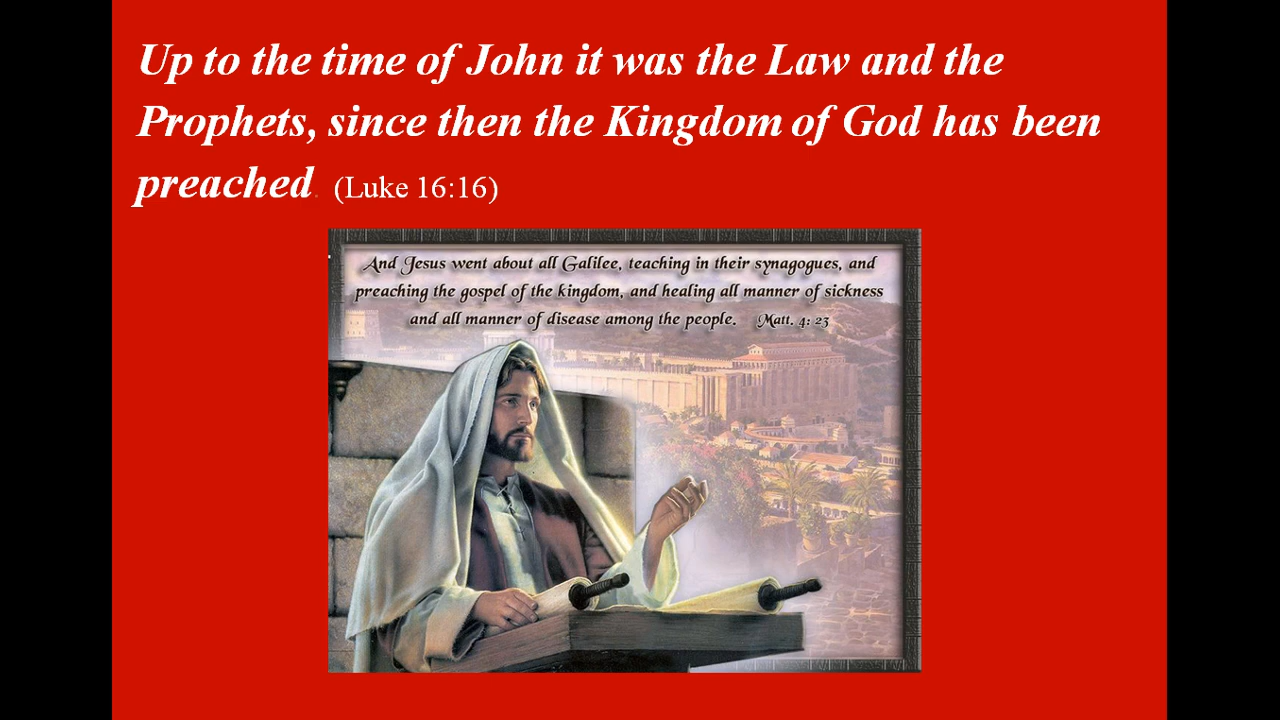 Up to the time of John it was the Law and the
Prophets, since then the Kingdom of God has been
preached. (Luke 16:16)
And Jesus went about all Galilee, teaching in their synagogues, and
preaching the gospel of the kingdom, and healing all manner of sickness
and all manner of disease among the people. Matt. 4: 23